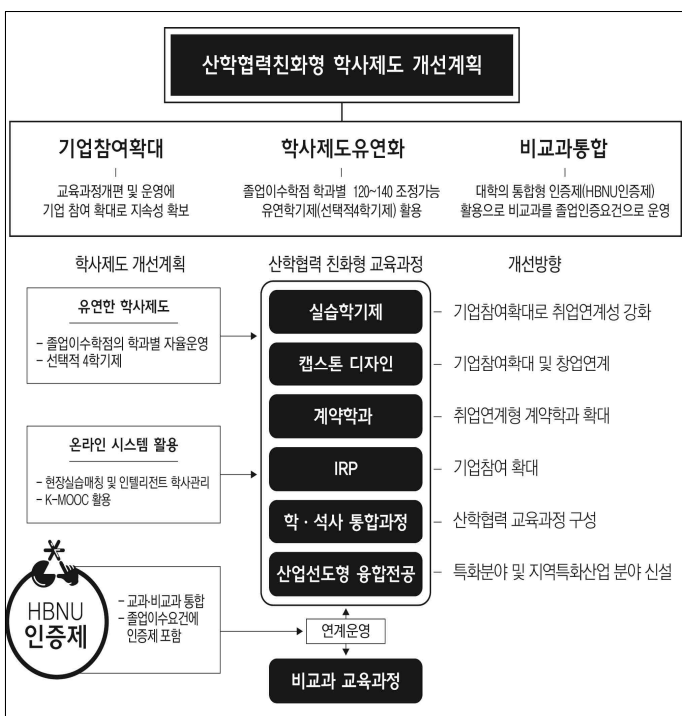 산학협력친화형 학사제도 개선계획
기업참여확대
교육과정개편 및 운영에
기업 참여 확대로 지속성 확보
학사제도유연화
졸업이수학점 학과별 120~140 조정가능
유연학기제(선택적4학기제) 활용
비교과통합
대학의 통합형 인증제(HBNU인증제)
활용으로 비교과를 졸업인증요건으로 운영
학사제도 개선계획
산학협력 친화형 교육과정
개선방향
유연한 학사제도
- 졸업이수학점의 학과별 자율운영
- 선택적 4학기제
실습학기제
- 기업참여확대로 취업연계성 강화
캡스톤 디자인
- 기업참여확대 및 창업연계
계약학과
- 취업연계형 계약학과 확대
온라인 시스템 활용
- 현장실습매칭 및 인텔리전트 학사관리
- K-MOOC 활용
IRP
- 기업참여 확대
학·석사 통합과정
- 산학협력 교육과정 구성
산업선도형 융합전공
- 특화분야 및 지역특화산업 분야 신설
HBNU
인증제
- 교과·비교과 통합
- 졸업이수요건에
인증제 포함
연계운영
비교과 교육과정